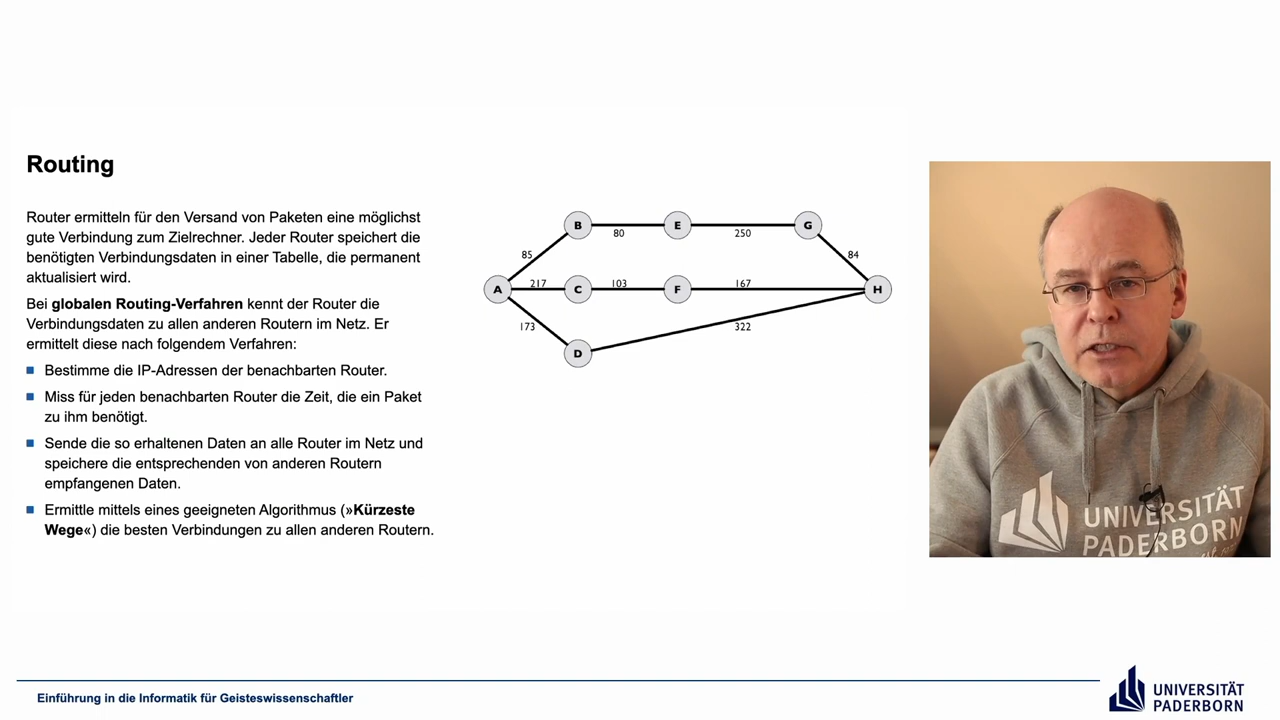 Routing
Router ermitteln für den Versand von Paketen eine möglichst
gute Verbindung zum Zielrechner. Jeder Router speichert die
benötigten Verbindungsdaten in einer Tabelle, die permanent
aktualisiert wird.
Bei globalen Routing-Verfahren kennt der Router die
Verbindungsdaten zu allen anderen Routern im Netz. Er
ermittelt diese nach folgendem Verfahren:
Bestimme die IP-Adressen der benachbarten Router.
Miss für jeden benachbarten Router die Zeit, die ein Paket
zu ihm benötigt.
Sende die so erhaltenen Daten an alle Router im Netz und
speichere die entsprechenden von anderen Routern
empfangenen Daten.
Ermittle mittels eines geeigneten Algorithmus (»Kürzeste
Wege«) die besten Verbindungen zu allen anderen Routern.
B E G
80 250
85 84
A 217 C 103 F 167 H
173 322
D
UNIVERSITÄT
PADERBORN
Einführung in die Informatik für Geisteswissenschaftler
UNIVERSITÄT
PADERBORN